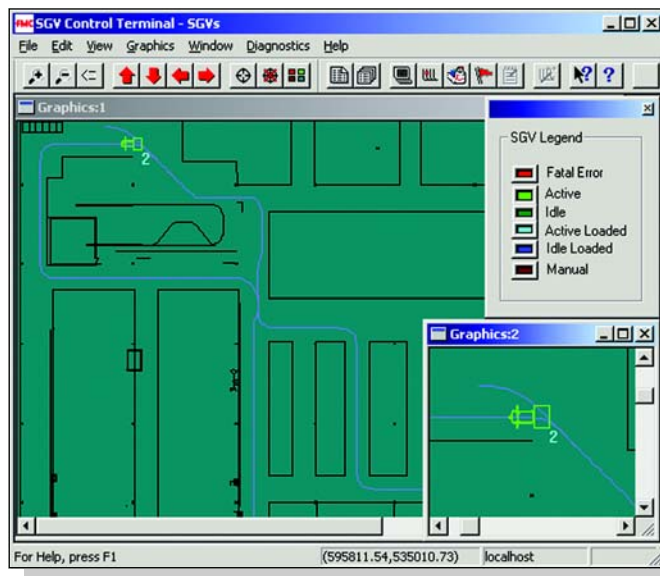 FMC SGV Control Terminal - SGVs
File Edit View Graphics Window Diagnostics Help
Graphics:1
2
SGV Legend
Fatal Error
Active
Idle
Active Loaded
Idle Loaded
Manual
Graphics:2
2
For Help, press F1
(595811.54,535010.73)
localhost